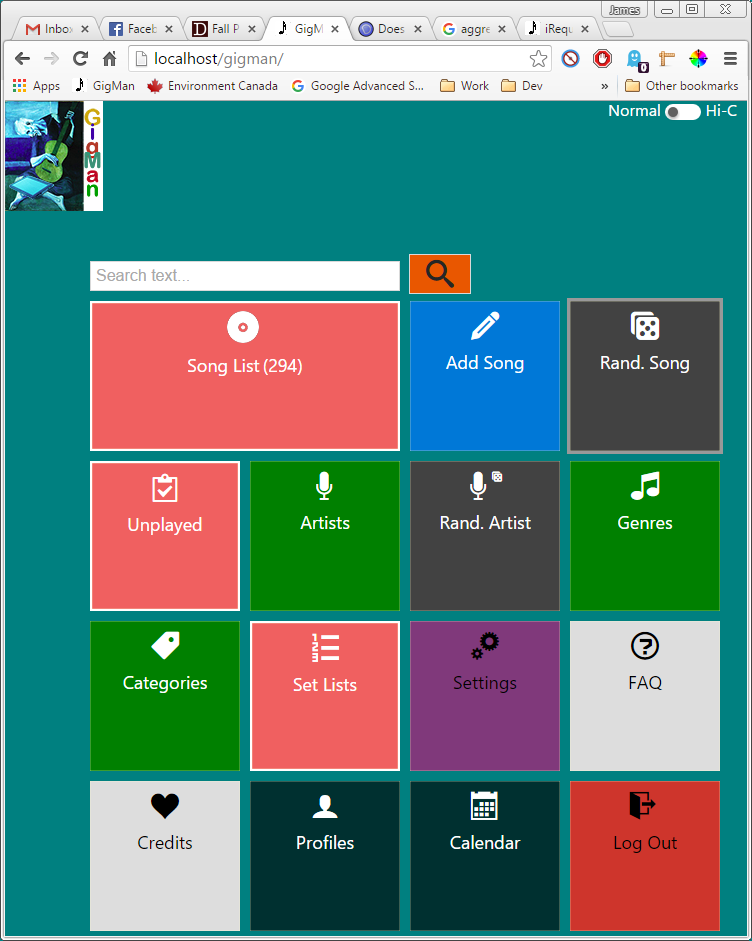 James
Inbox
Faceb
Fall P
GigM
Does
aggre
iRequ
localhost/gigman/
0
Apps
GigMan
Environment Canada
Google Advanced S...
Work
Dev
»
Other bookmarks
GigMan
Normal
Hi-C
Search text...
Song List (294)
Add Song
Rand. Song
Unplayed
Artists
Rand. Artist
Genres
Categories
Set Lists
Settings
FAQ
Credits
Profiles
Calendar
Log Out